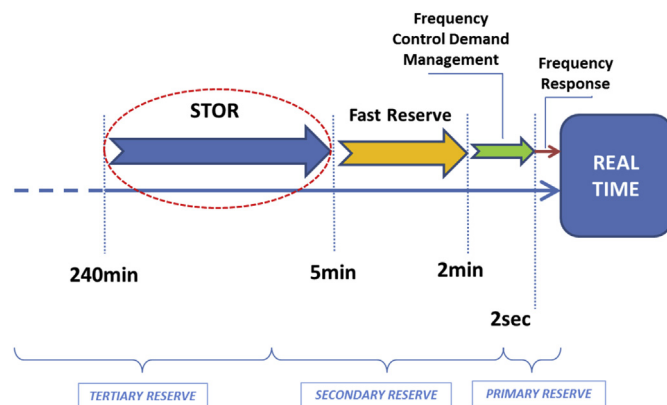 Frequency
Control Demand
Management
Frequency
Response
STOR
Fast Reserve
REAL
TIME
240min
5min
2min
2sec
TERTIARY RESERVE
SECONDARY RESERVE
PRIMARY RESERVE